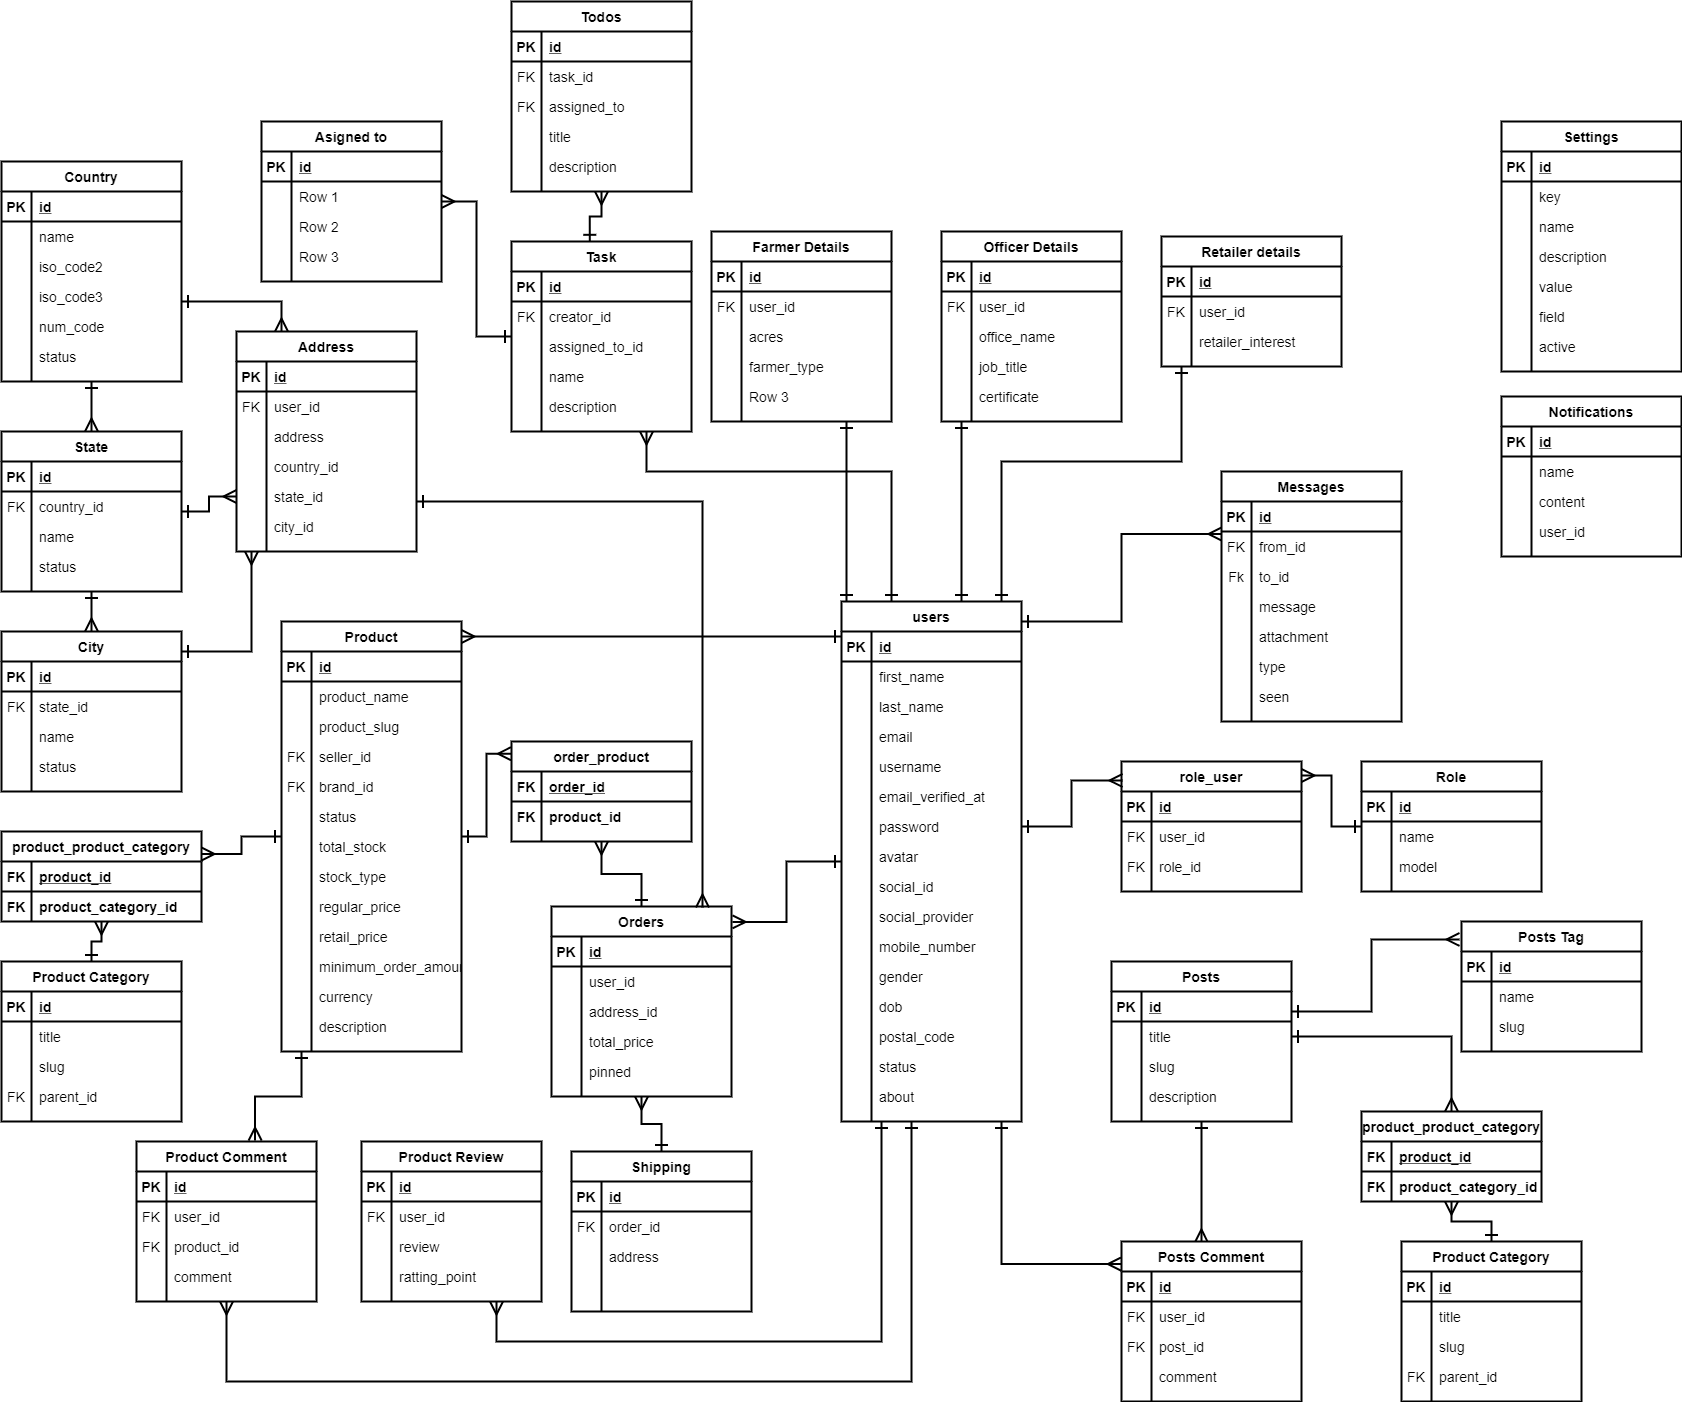 Todos
PK id
FK task_id
FK assigned_to
title
description
Asigned to
PK id
Row 1
Row 2
Row 3
Country
PK id
name
iso_code2
iso_code3
num_code
status
Task
PK id
FK creator_id
assigned_to_id
name
description
Farmer Details
PK id
FK user_id
acres
farmer_type
Row 3
Officer Details
PK id
FK user_id
office_name
job_title
certificate
Retailer details
PK id
FK user_id
retailer_interest
Settings
PK id
key
name
description
value
field
active
Address
PK id
FK user_id
address
country_id
state_id
city_id
State
PK id
FK country_id
name
status
Notifications
PK id
name
content
user_id
Messages
PK id
FK from_id
Fk to_id
message
attachment
type
seen
City
PK id
FK state_id
name
status
Product
PK id
product_name
product_slug
FK seller_id
FK brand_id
status
total_stock
stock_type
regular_price
retail_price
minimum_order_amou
currency
description
users
PK id
first_name
last_name
email
username
email_verified_at
password
avatar
social_id
social_provider
mobile_number
gender
dob
postal_code
status
about
order_product
FK order_id
FK product_id
role_user
PK id
FK user_id
FK role_id
Role
PK id
name
model
product_product_category
FK product_id
FK product_category_id
Product Category
PK id
title
slug
FK parent_id
Orders
PK id
user_id
address_id
total_price
pinned
Posts
PK id
title
slug
description
Posts Tag
PK id
name
slug
product_product_category
FK product_id
FK product_category_id
Product Comment
PK id
FK user_id
FK product_id
comment
Product Review
PK id
FK user_id
review
ratting_point
Shipping
PK id
FK order_id
address
Posts Comment
PK id
FK user_id
FK post_id
comment
Product Category
PK id
title
slug
FK parent_id